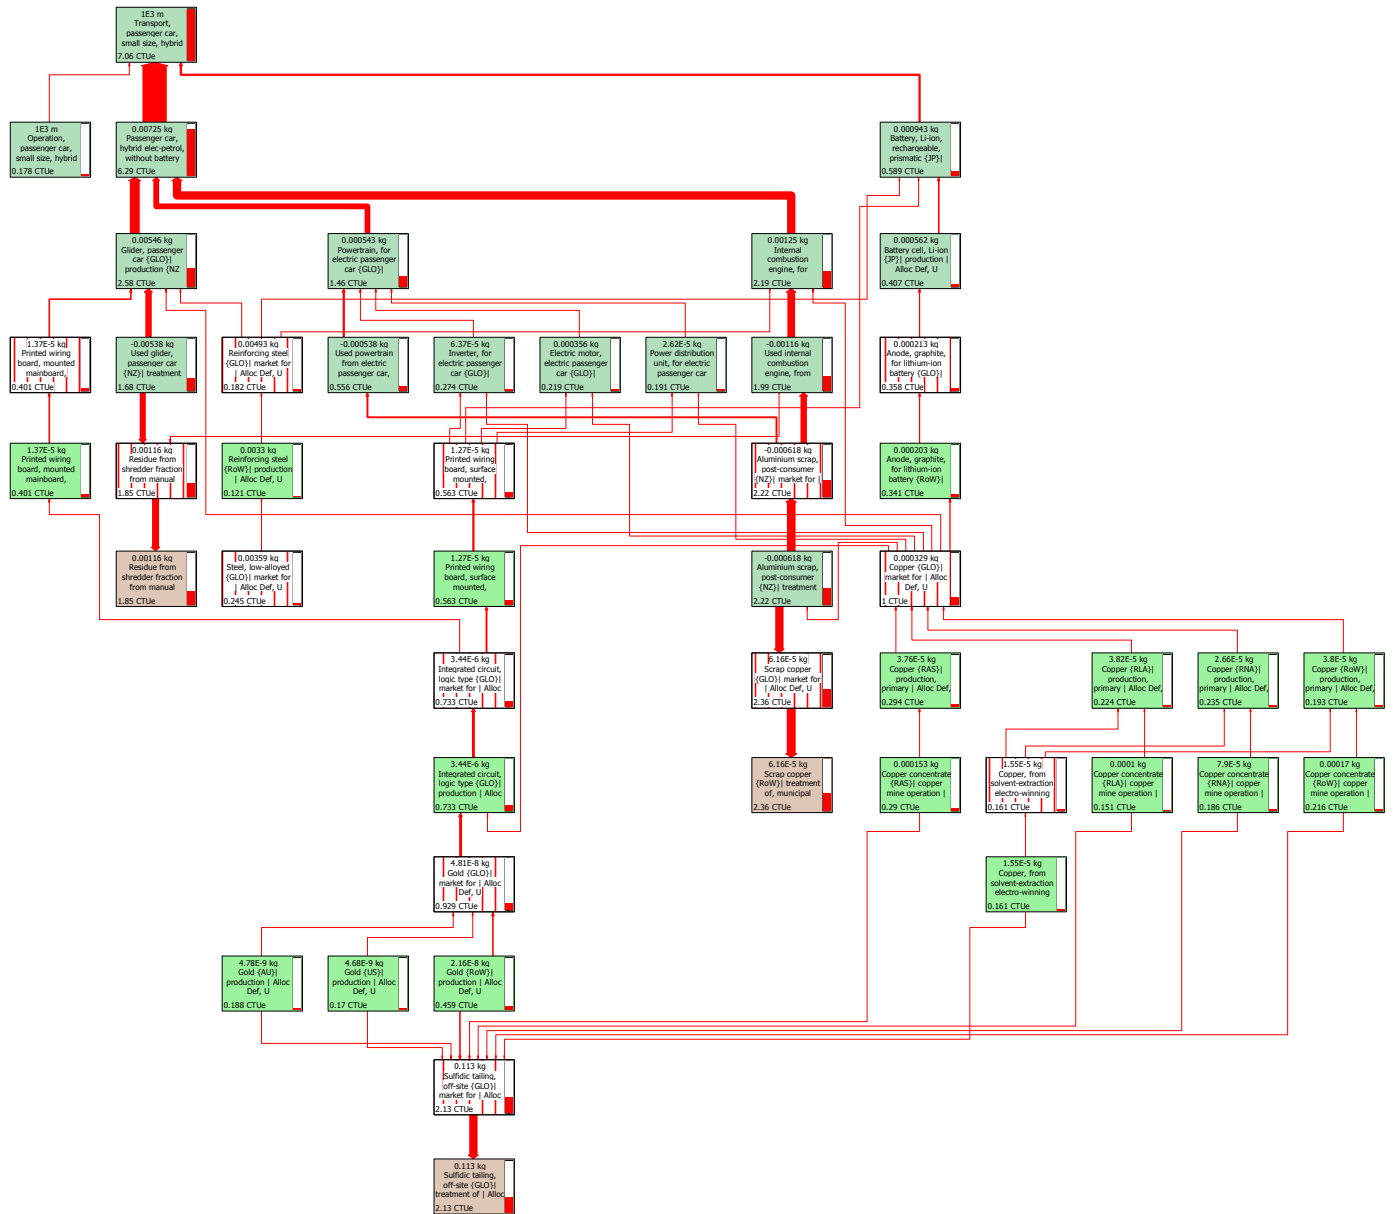 1E3 m
Transport,
passenger car,
small size, hybrid
7.06 CTUe
1E3 m
Operation,
passenger car,
small size, hybrid
0.178 CTUe
0.00725 kg
Passenger car,
hybrid elec-petrol,
without battery
6.29 CTUe
0.000943 kg
Battery, Li-ion,
rechargeable,
prismatic {JP}|
0.589 CTUe
0.00546 kg
Glider, passenger
car {GLO}|
production {NZ
2.58 CTUe
0.000543 kg
Powertrain, for
electric passenger
car {GLO}|
1.46 CTUe
0.00125 kg
Internal
combustion
engine, for
2.19 CTUe
0.000562 kg
Battery cell, Li-ion
{JP}| production |
Alloc Def, U
0.407 CTUe
1.37E-5 kg
Printed wiring
board, mounted
mainboard,
0.401 CTUe
-0.00538 kg
Used glider,
passenger car
{NZ}| treatment
1.68 CTUe
0.00493 kg
Reinforcing steel
{GLO}| market for
| Alloc Def, U
0.182 CTUe
-0.000538 kg
Used powertrain
from electric
passenger car,
0.556 CTUe
6.37E-5 kg
Inverter, for
electric passenger
car {GLO}|
0.274 CTUe
0.000356 kg
Electric motor,
electric passenger
car {GLO}|
0.219 CTUe
2.62E-5 kg
Power distribution
unit, for electric
passenger car
0.191 CTUe
-0.00116 kg
Used internal
combustion
engine, from
1.99 CTUe
0.000213 kg
Anode, graphite,
for lithium-ion
battery {GLO}|
0.358 CTUe
1.37E-5 kg
Printed wiring
board, mounted
mainboard,
0.401 CTUe
0.00116 kg
Residue from
shredder fraction
from manual
1.85 CTUe
0.0033 kg
Reinforcing steel
{RoW}| production
| Alloc Def, U
0.121 CTUe
1.27E-5 kg
Printed wiring
board, surface
mounted,
0.563 CTUe
-0.000618 kg
Aluminium scrap,
post-consumer
{NZ}| market for |
2.22 CTUe
0.000203 kg
Anode, graphite,
for lithium-ion
battery {RoW}|
0.341 CTUe
0.00116 kg
Residue from
shredder fraction
from manual
1.85 CTUe
0.00359 kg
Steel, low-alloyed
{GLO}| market for
| Alloc Def, U
0.245 CTUe
1.27E-5 kg
Printed wiring
board, surface
mounted,
0.563 CTUe
-0.000618 kg
Aluminium scrap,
post-consumer
{NZ}| treatment
2.22 CTUe
0.000329 kg
Copper {GLO}|
market for | Alloc
Def, U
1 CTUe
3.44E-6 kg
Integrated circuit,
logic type {GLO}|
market for | Alloc
0.733 CTUe
6.16E-5 kg
Scrap copper
{GLO}| market for
| Alloc Def, U
2.36 CTUe
3.76E-5 kg
Copper {RAS}|
production,
primary | Alloc Def,
0.294 CTUe
3.82E-5 kg
Copper {RLA}|
production,
primary | Alloc Def,
0.224 CTUe
2.66E-5 kg
Copper {RNA}|
production,
primary | Alloc Def,
0.235 CTUe
3.8E-5 kg
Copper {RoW}|
production,
primary | Alloc Def,
0.193 CTUe
3.44E-6 kg
Integrated circuit,
logic type {GLO}|
production | Alloc
0.733 CTUe
6.16E-5 kg
Scrap copper
{RoW}| treatment
of, municipal
2.36 CTUe
0.000153 kg
Copper concentrate
{RAS}| copper
mine operation |
0.29 CTUe
1.55E-5 kg
Copper, from
solvent-extraction
electro-winning
0.161 CTUe
0.0001 kg
Copper concentrate
{RLA}| copper
mine operation |
0.151 CTUe
7.9E-5 kg
Copper concentrate
{RNA}| copper
mine operation |
0.186 CTUe
0.00017 kg
Copper concentrate
{RoW}| copper
mine operation |
0.216 CTUe
4.81E-8 kg
Gold {GLO}|
market for | Alloc
Def, U
0.929 CTUe
1.55E-5 kg
Copper, from
solvent-extraction
electro-winning
0.161 CTUe
4.78E-9 kg
Gold {AU}|
production | Alloc
Def, U
0.188 CTUe
4.68E-9 kg
Gold {US}|
production | Alloc
Def, U
0.17 CTUe
2.16E-8 kg
Gold {RoW}|
production | Alloc
Def, U
0.459 CTUe
0.113 kg
Sulfidic tailing,
off-site {GLO}|
market for | Alloc
2.13 CTUe
0.113 kg
Sulfidic tailing,
off-site {GLO}|
treatment of | Alloc
2.13 CTUe